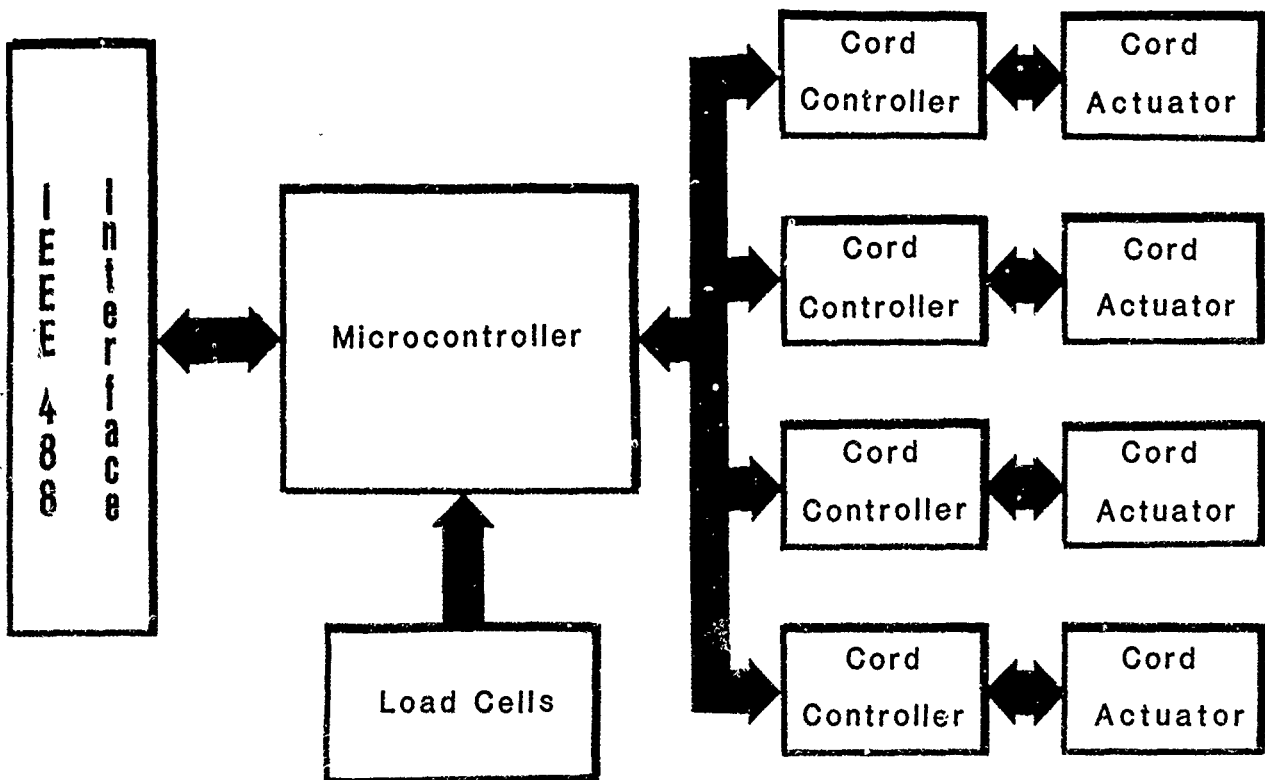 IEEE 488
Interface
Microcontroller
Load Cells
Cord
Controller
Cord
Actuator
Cord
Controller
Cord
Actuator
Cord
Controller
Cord
Actuator
Cord
Controller
Cord
Actuator